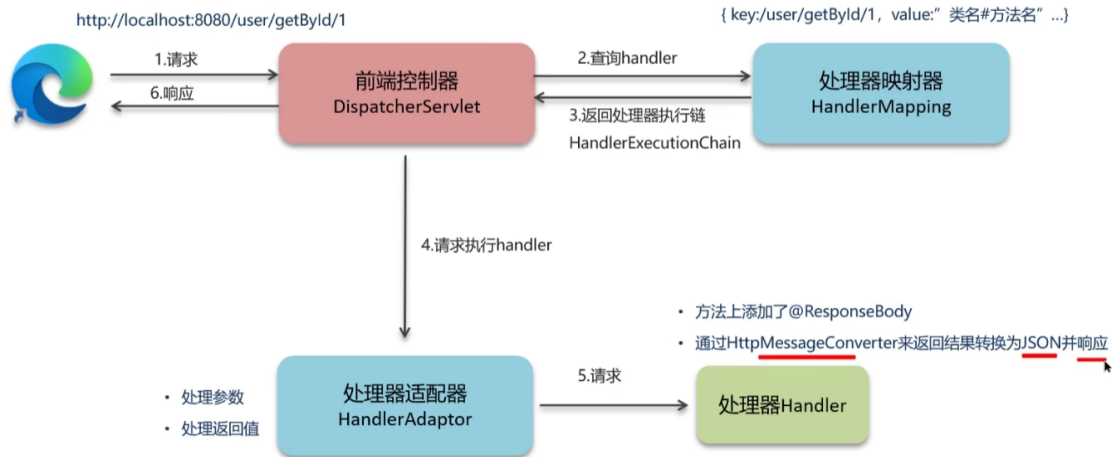 http://localhost:8080/user/getById/1
{ key:/user/getById/1，value:”类名#方法名”...}
1.请求
6.响应
前端控制器
DispatcherServlet
2.查询handler
3.返回处理器执行链
HandlerExecutionChain
处理器映射器
HandlerMapping
4.请求执行handler
• 方法上添加了@ResponseBody
• 通过HttpMessageConverter来返回结果转换为JSON并响应
• 处理参数
• 处理返回值
处理器适配器
HandlerAdaptor
5.请求
处理器Handler